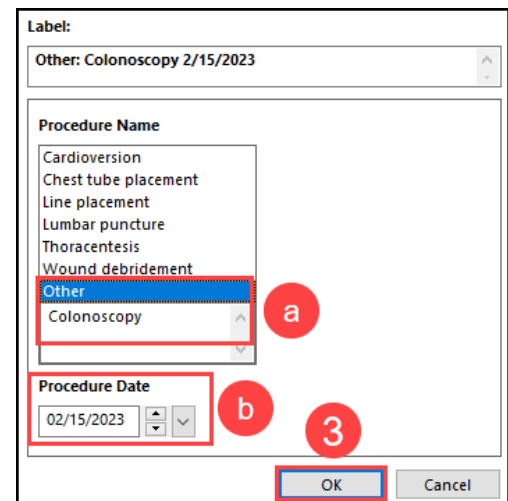 Label:
Other: Colonoscopy 2/15/2023
Procedure Name
Cardioversion
Chest tube placement
Line placement
Lumbar puncture
Thoracentesis
Wound debridement
Other
Colonoscopy
a
Procedure Date
02/15/2023
b
3
OK Cancel